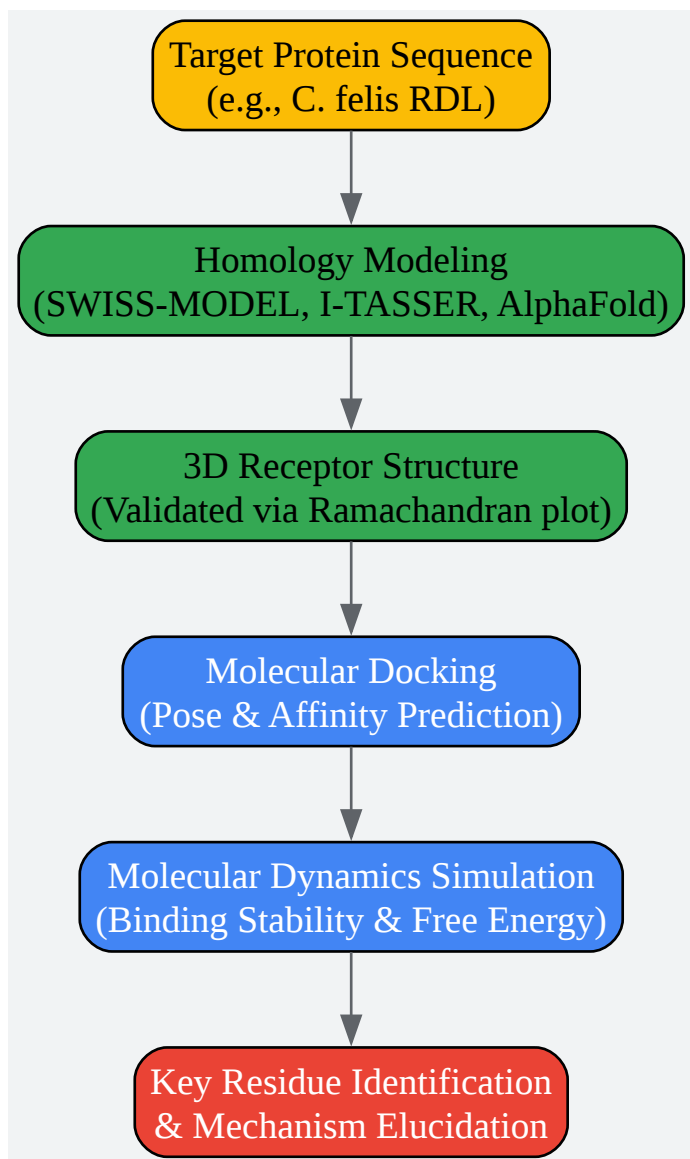 Target Protein Sequence
(e.g., C. felis RDL)
Homology Modeling
(SWISS-MODEL, I-TASSER, AlphaFold)
3D Receptor Structure
(Validated via Ramachandran plot)
Molecular Docking
(Pose & Affinity Prediction)
Molecular Dynamics Simulation
(Binding Stability & Free Energy)
Key Residue Identification
& Mechanism Elucidation